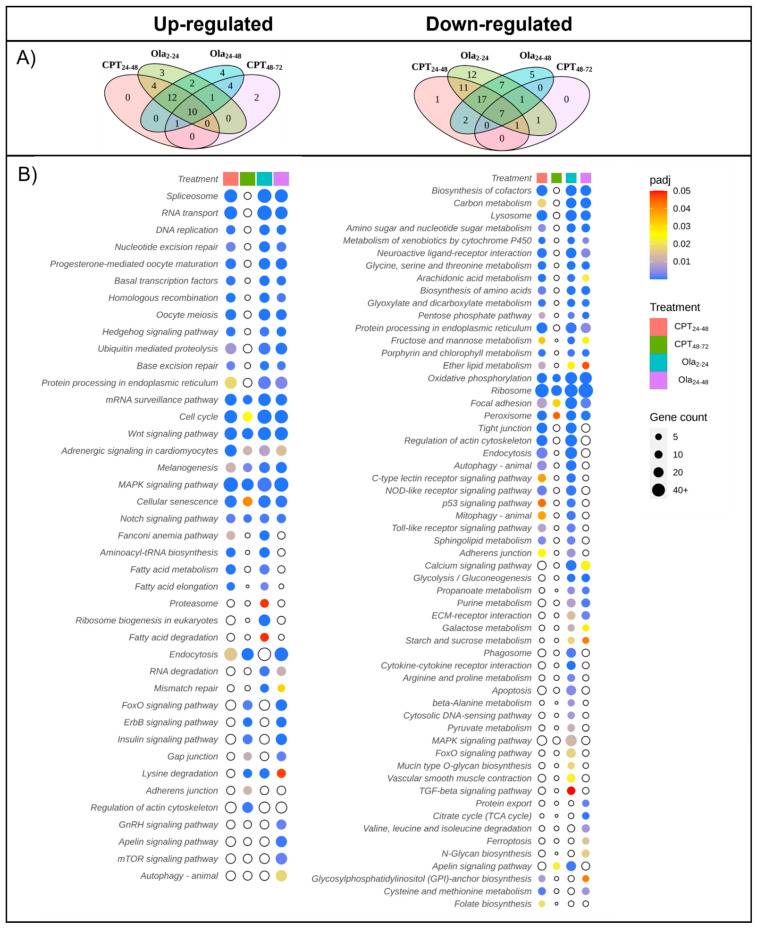 Up-regulated
Down-regulated
A)
CPT24-48
Ola2-24
Ola24-48
CPT48-72
0
3
4
2
4
2
4
12
1
0
10
0
1
0
0
CPT24-48
Ola2-24
Ola24-48
CPT48-72
1
12
5
0
11
7
0
17
1
2
7
1
0
1
0
B)
Treatment
Spliceosome
RNA transport
DNA replication
Nucleotide excision repair
Progesterone-mediated oocyte maturation
Basal transcription factors
Homologous recombination
Oocyte meiosis
Hedgehog signaling pathway
Ubiquitin mediated proteolysis
Base excision repair
Protein processing in endoplasmic reticulum
mRNA surveillance pathway
Cell cycle
Wnt signaling pathway
Adrenergic signaling in cardiomyocytes
Melanogenesis
MAPK signaling pathway
Cellular senescence
Notch signaling pathway
Fanconi anemia pathway
Aminoacyl-tRNA biosynthesis
Fatty acid metabolism
Fatty acid elongation
Proteasome
Ribosome biogenesis in eukaryotes
Fatty acid degradation
Endocytosis
RNA degradation
Mismatch repair
FoxO signaling pathway
ErbB signaling pathway
Insulin signaling pathway
Gap junction
Lysine degradation
Adherens junction
Regulation of actin cytoskeleton
GnRH signaling pathway
Apelin signaling pathway
mTOR signaling pathway
Autophagy - animal
Treatment
Biosynthesis of cofactors
Carbon metabolism
Lysosome
Amino sugar and nucleotide sugar metabolism
Metabolism of xenobiotics by cytochrome P450
Neuroactive ligand-receptor interaction
Glycine, serine and threonine metabolism
Arachidonic acid metabolism
Biosynthesis of amino acids
Glyoxylate and dicarboxylate metabolism
Pentose phosphate pathway
Protein processing in endoplasmic reticulum
Fructose and mannose metabolism
Porphyrin and chlorophyll metabolism
Ether lipid metabolism
Oxidative phosphorylation
Ribosome
Focal adhesion
Peroxisome
Tight junction
Regulation of actin cytoskeleton
Endocytosis
Autophagy - animal
C-type lectin receptor signaling pathway
NOD-like receptor signaling pathway
p53 signaling pathway
Mitophagy - animal
Toll-like receptor signaling pathway
Sphingolipid metabolism
Adherens junction
Calcium signaling pathway
Glycolysis / Gluconeogenesis
Propanoate metabolism
Purine metabolism
ECM-receptor interaction
Galactose metabolism
Starch and sucrose metabolism
Phagosome
Cytokine-cytokine receptor interaction
Arginine and proline metabolism
Apoptosis
beta-Alanine metabolism
Cytosolic DNA-sensing pathway
Pyruvate metabolism
MAPK signaling pathway
FoxO signaling pathway
Mucin type O-glycan biosynthesis
Vascular smooth muscle contraction
TGF-beta signaling pathway
Protein export
Citrate cycle (TCA cycle)
Valine, leucine and isoleucine degradation
Ferroptosis
N-Glycan biosynthesis
Apelin signaling pathway
Glycosylphosphatidylinositol (GPI)-anchor biosynthesis
Cysteine and methionine metabolism
Folate biosynthesis
padj
0.05
0.04
0.03
0.02
0.01
Treatment
CPT24-48
CPT48-72
Ola2-24
Ola24-48
Gene count
5
10
20
40+